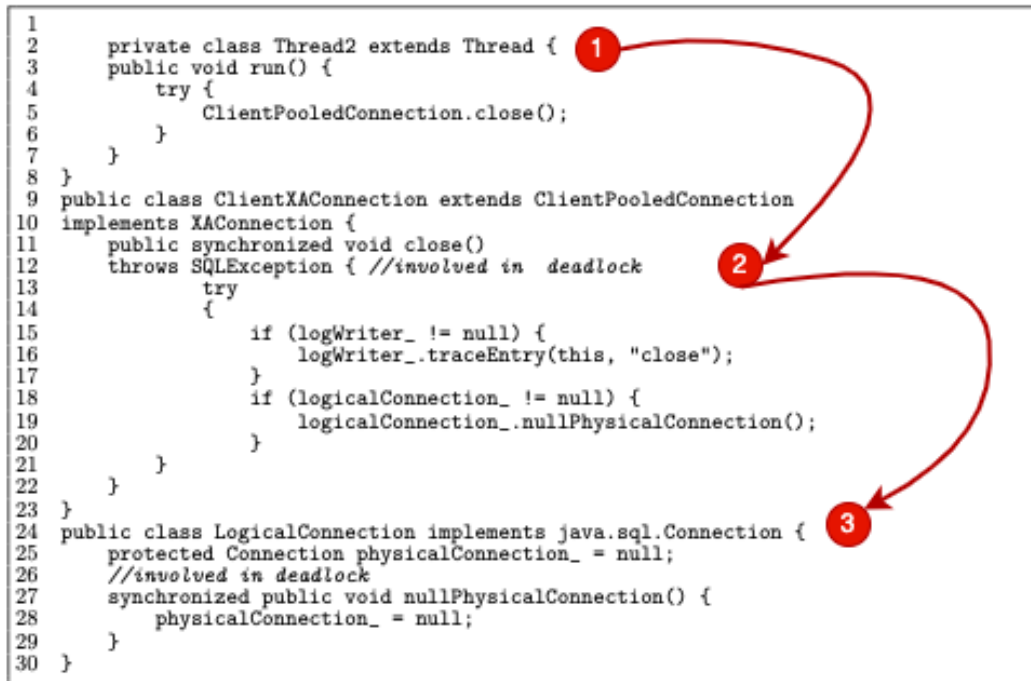 1
2 private class Thread2 extends Thread { 1
3 public void run() {
4 try {
5 ClientPooledConnection.close();
6 }
7 }
8 }
9 public class ClientXAConnection extends ClientPooledConnection
10 implements XAConnection {
11 public synchronized void close()
12 throws SQLException { //involved in deadlock 2
13 try
14 {
15 if (logWriter_ != null) {
16 logWriter_.traceEntry(this, "close");
17 }
18 if (logicalConnection_ != null) {
19 logicalConnection_.nullPhysicalConnection();
20 }
21 }
22 }
23 }
24 public class LogicalConnection implements java.sql.Connection { 3
25 protected Connection physicalConnection_ = null;
26 //involved in deadlock
27 synchronized public void nullPhysicalConnection() {
28 physicalConnection_ = null;
29 }
30 }